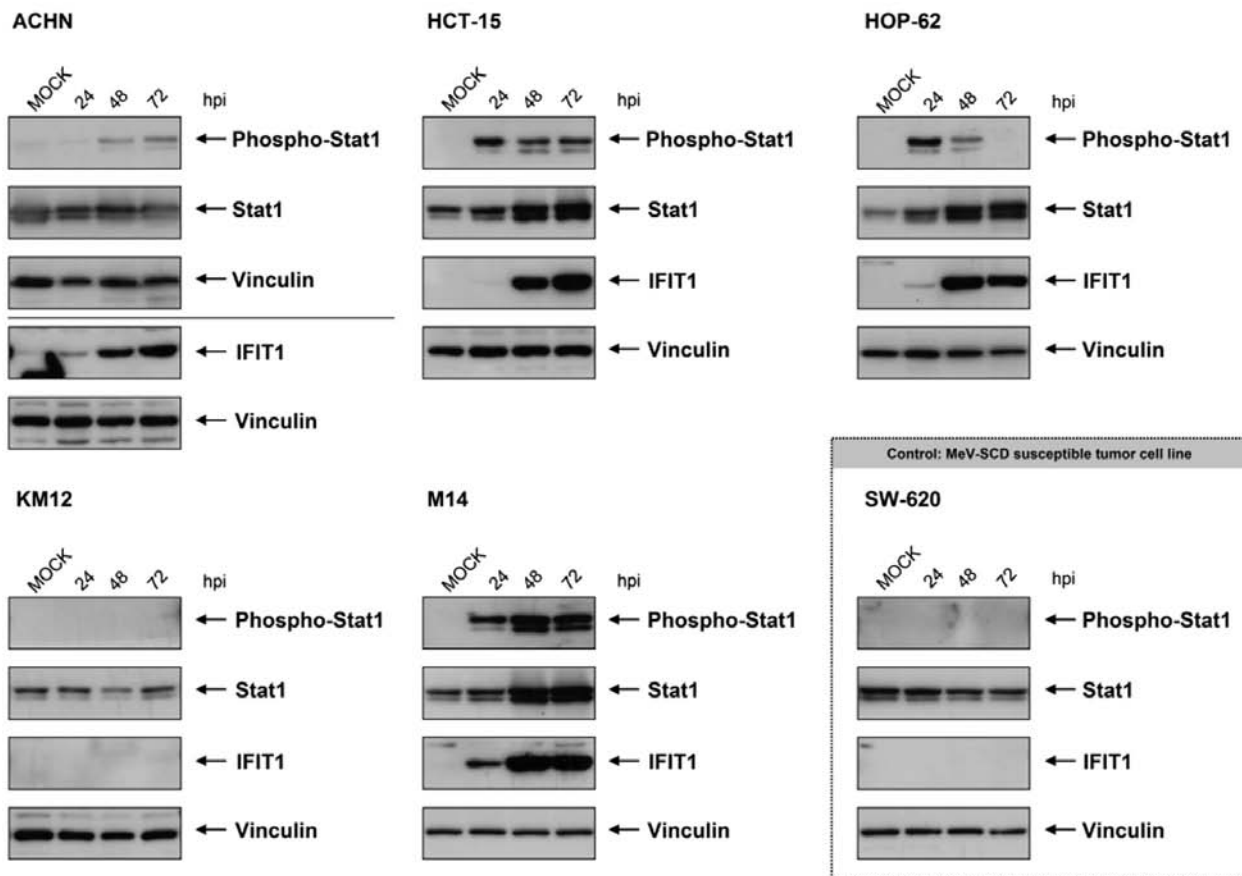 ACHN
MOCK 24 48 72 hpi
Phospho-Stat1
Stat1
Vinculin
IFIT1
Vinculin
HCT-15
MOCK 24 48 72 hpi
Phospho-Stat1
Stat1
IFIT1
Vinculin
HOP-62
MOCK 24 48 72 hpi
Phospho-Stat1
Stat1
IFIT1
Vinculin
KM12
MOCK 24 48 72 hpi
Phospho-Stat1
Stat1
IFIT1
Vinculin
M14
MOCK 24 48 72 hpi
Phospho-Stat1
Stat1
IFIT1
Vinculin
Control: MeV-SCD susceptible tumor cell line
SW-620
MOCK 24 48 72 hpi
Phospho-Stat1
Stat1
IFIT1
Vinculin